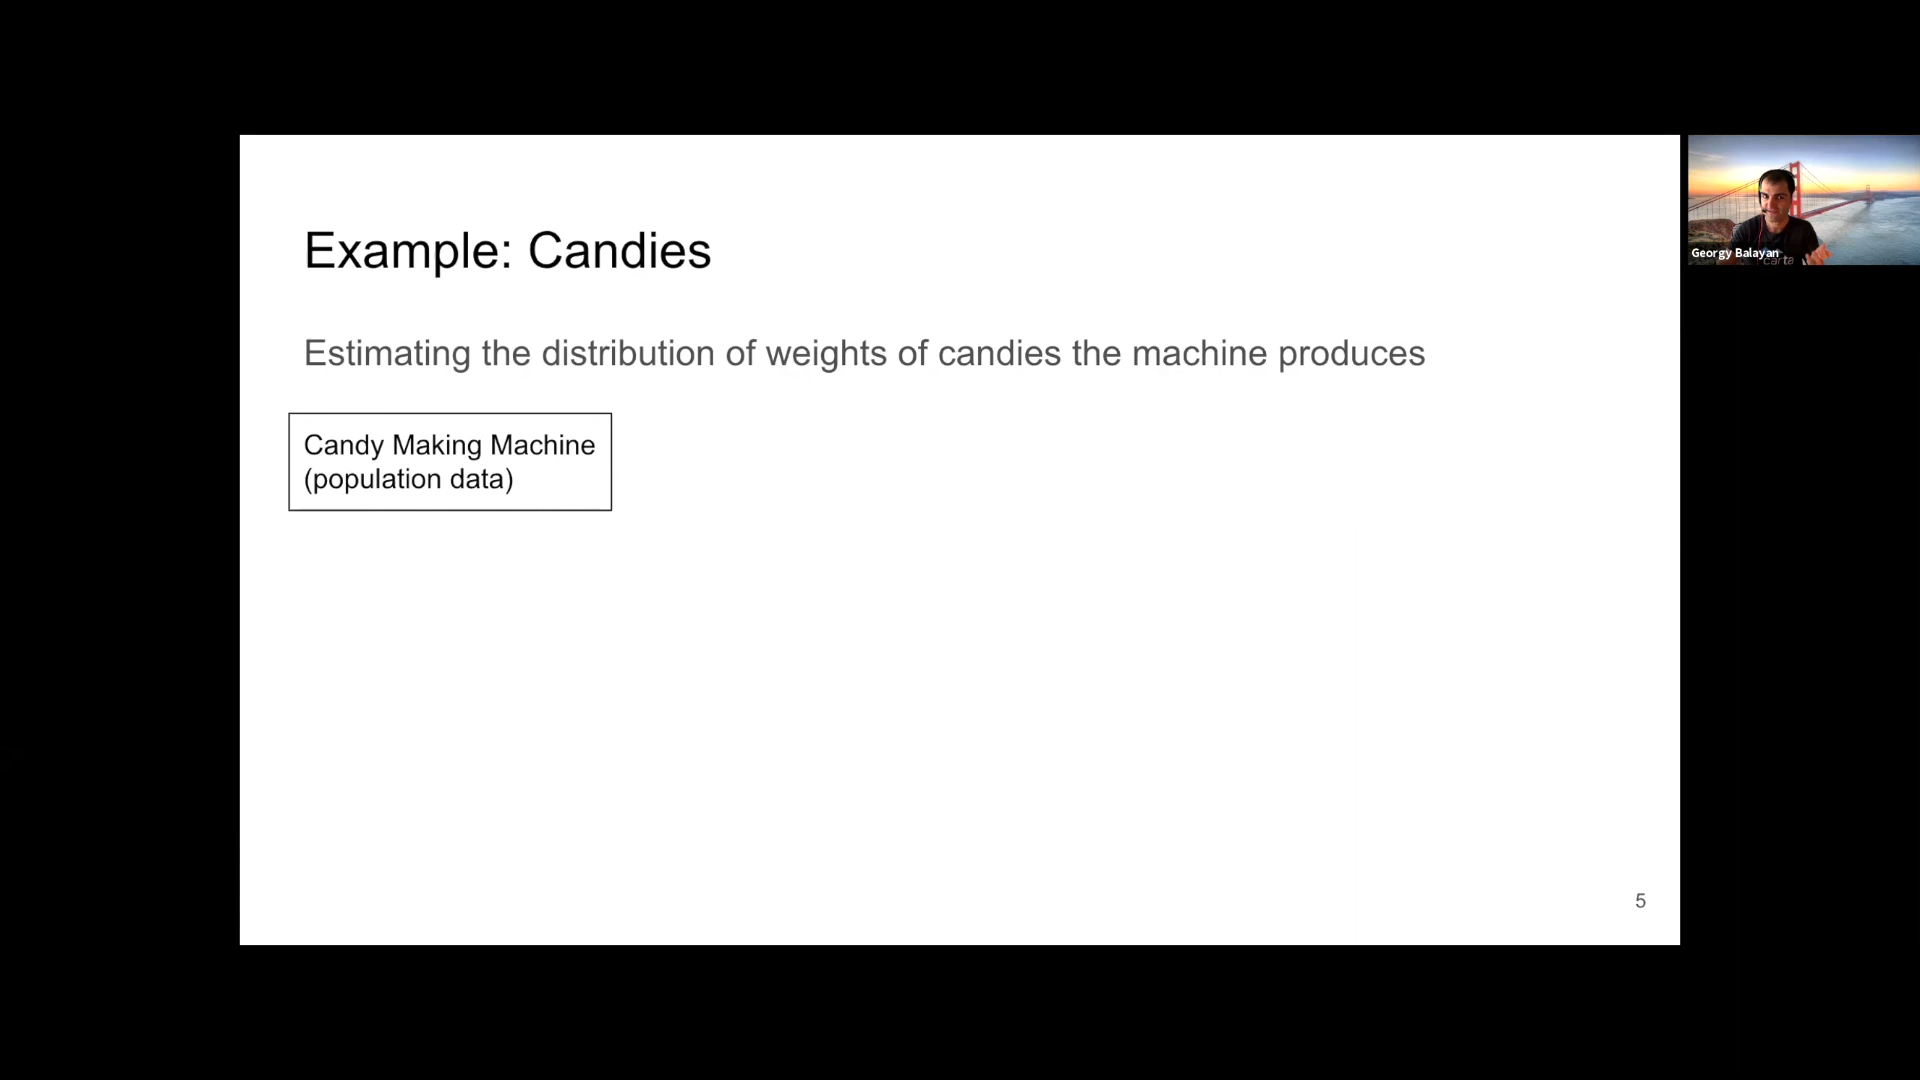 Example: Candies
Estimating the distribution of weights of candies the machine produces
Candy Making Machine
(population data)
5
Georgy Balayan
carta